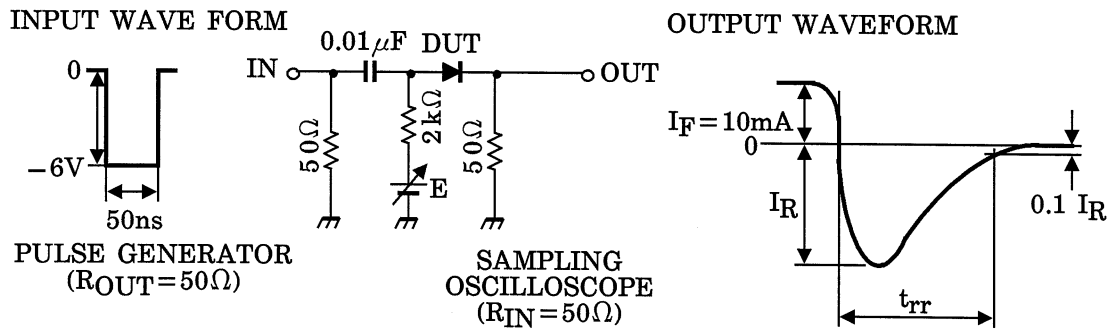 INPUT WAVE FORM
0
−6V
50ns
PULSE GENERATOR
(ROUT=50Ω)
0.01μF DUT
IN
OUT
50Ω
2kΩ
E
50Ω
SAMPLING
OSCILLOSCOPE
(RIN=50Ω)
OUTPUT WAVEFORM
IF=10mA
0
IR
0.1 IR
trr